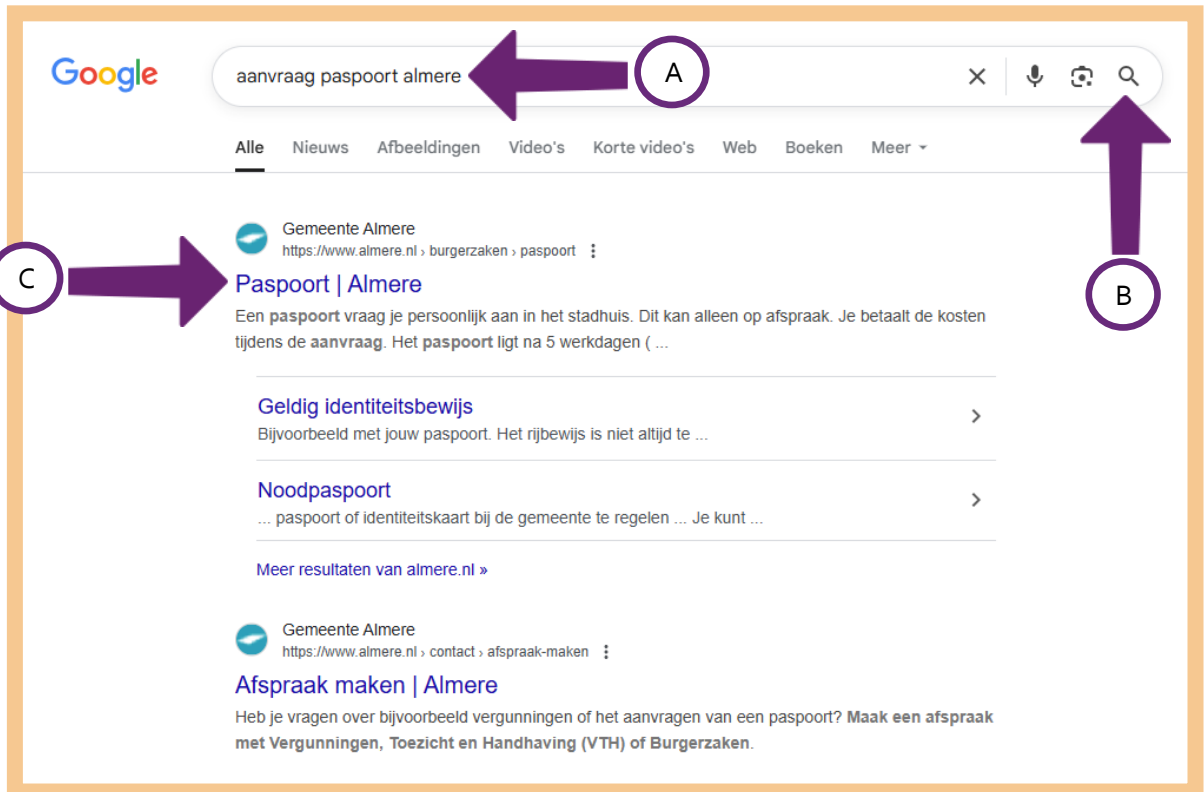 Google
aanvraag paspoort almere
A
Alle Nieuws Afbeeldingen Video's Korte video's Web Boeken Meer
B
C
Gemeente Almere
https://www.almere.nl › burgerzaken › paspoort
Paspoort | Almere
Een paspoort vraag je persoonlijk aan in het stadhuis. Dit kan alleen op afspraak. Je betaalt de kosten
tijdens de aanvraag. Het paspoort ligt na 5 werkdagen ( ...
Geldig identiteitsbewijs
Bijvoorbeeld met jouw paspoort. Het rijbewijs is niet altijd te ...
Noodpaspoort
... paspoort of identiteitskaart bij de gemeente te regelen ... Je kunt ...
Meer resultaten van almere.nl »
Gemeente Almere
https://www.almere.nl › contact › afspraak-maken
Afspraak maken | Almere
Heb je vragen over bijvoorbeeld vergunningen of het aanvragen van een paspoort? Maak een afspraak
met Vergunningen, Toezicht en Handhaving (VTH) of Burgerzaken.